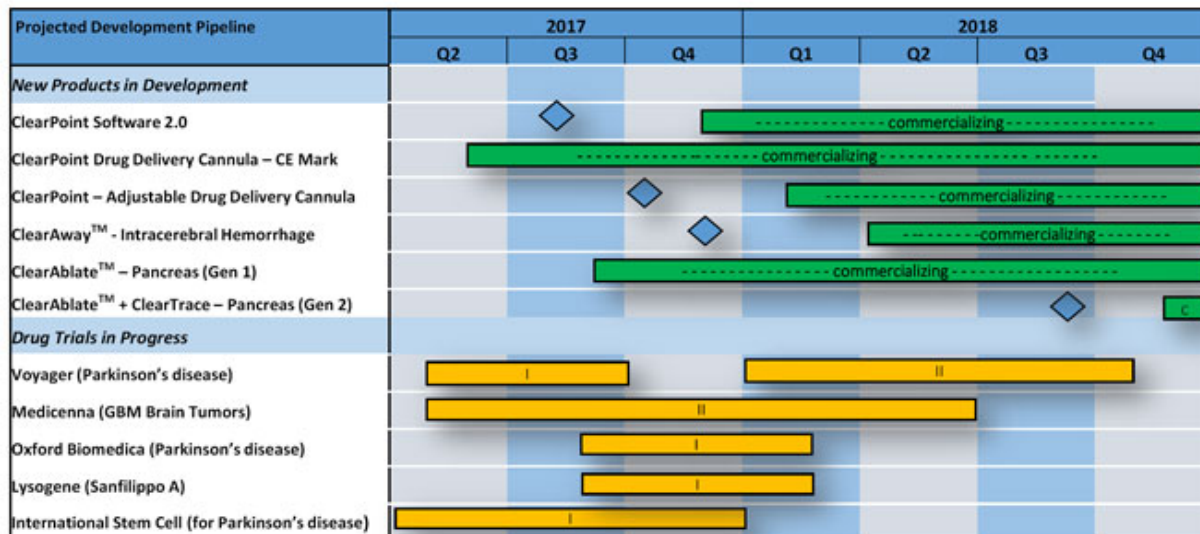 Projected Development Pipeline 2017 2018
Q2 Q3 Q4 Q1 Q2 Q3 Q4
New Products in Development
ClearPoint Software 2.0 commercializing
ClearPoint Drug Delivery Cannula – CE Mark commercializing
ClearPoint – Adjustable Drug Delivery Cannula commercializing
ClearAway™ - Intracerebral Hemorrhage commercializing
ClearAblate™ – Pancreas (Gen 1) commercializing
ClearAblate™ + ClearTrace – Pancreas (Gen 2) C
Drug Trials in Progress
Voyager (Parkinson’s disease) I II
Medicenna (GBM Brain Tumors) II
Oxford Biomedica (Parkinson’s disease) I
Lysogene (Sanfilippo A) I
International Stem Cell (for Parkinson’s disease) I